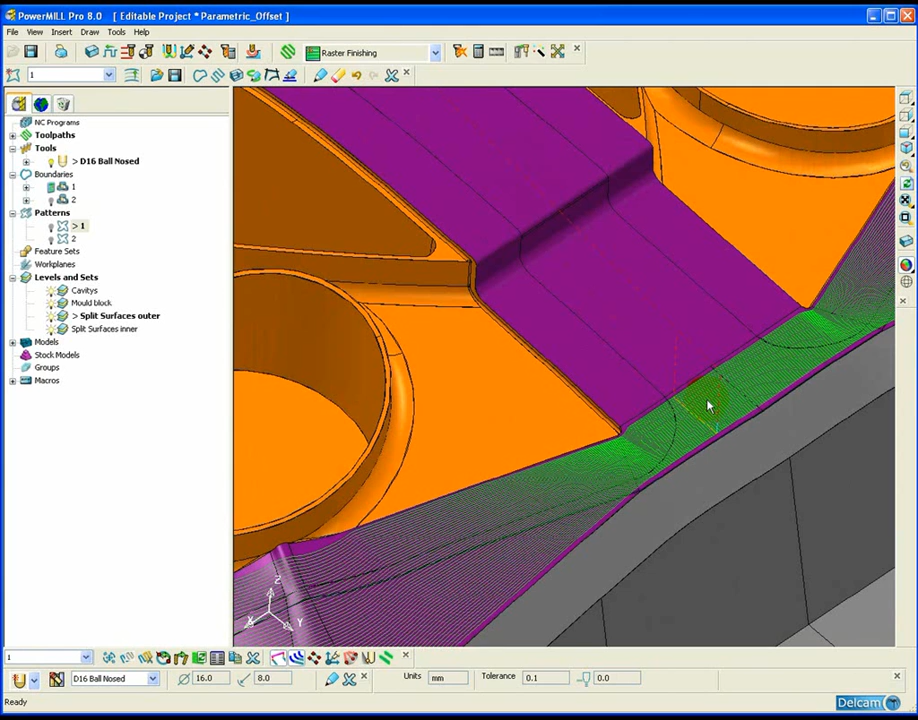 PowerMILL Pro 8.0 [ Editable Project * Parametric_Offset ]
File View Insert Draw Tools Help
Raster Finishing
1
NC Programs
Toolpaths
Tools
> D16 Ball Nosed
Boundaries
1
2
Patterns
> 1
2
Feature Sets
Workplanes
Levels and Sets
Cavitys
Mould block
> Split Surfaces outer
Split Surfaces inner
Models
Stock Models
Groups
Macros
Z
X
Y
1
D16 Ball Nosed 16.0 8.0 Units mm Tolerance 0.1 0.0
Ready
Delcam